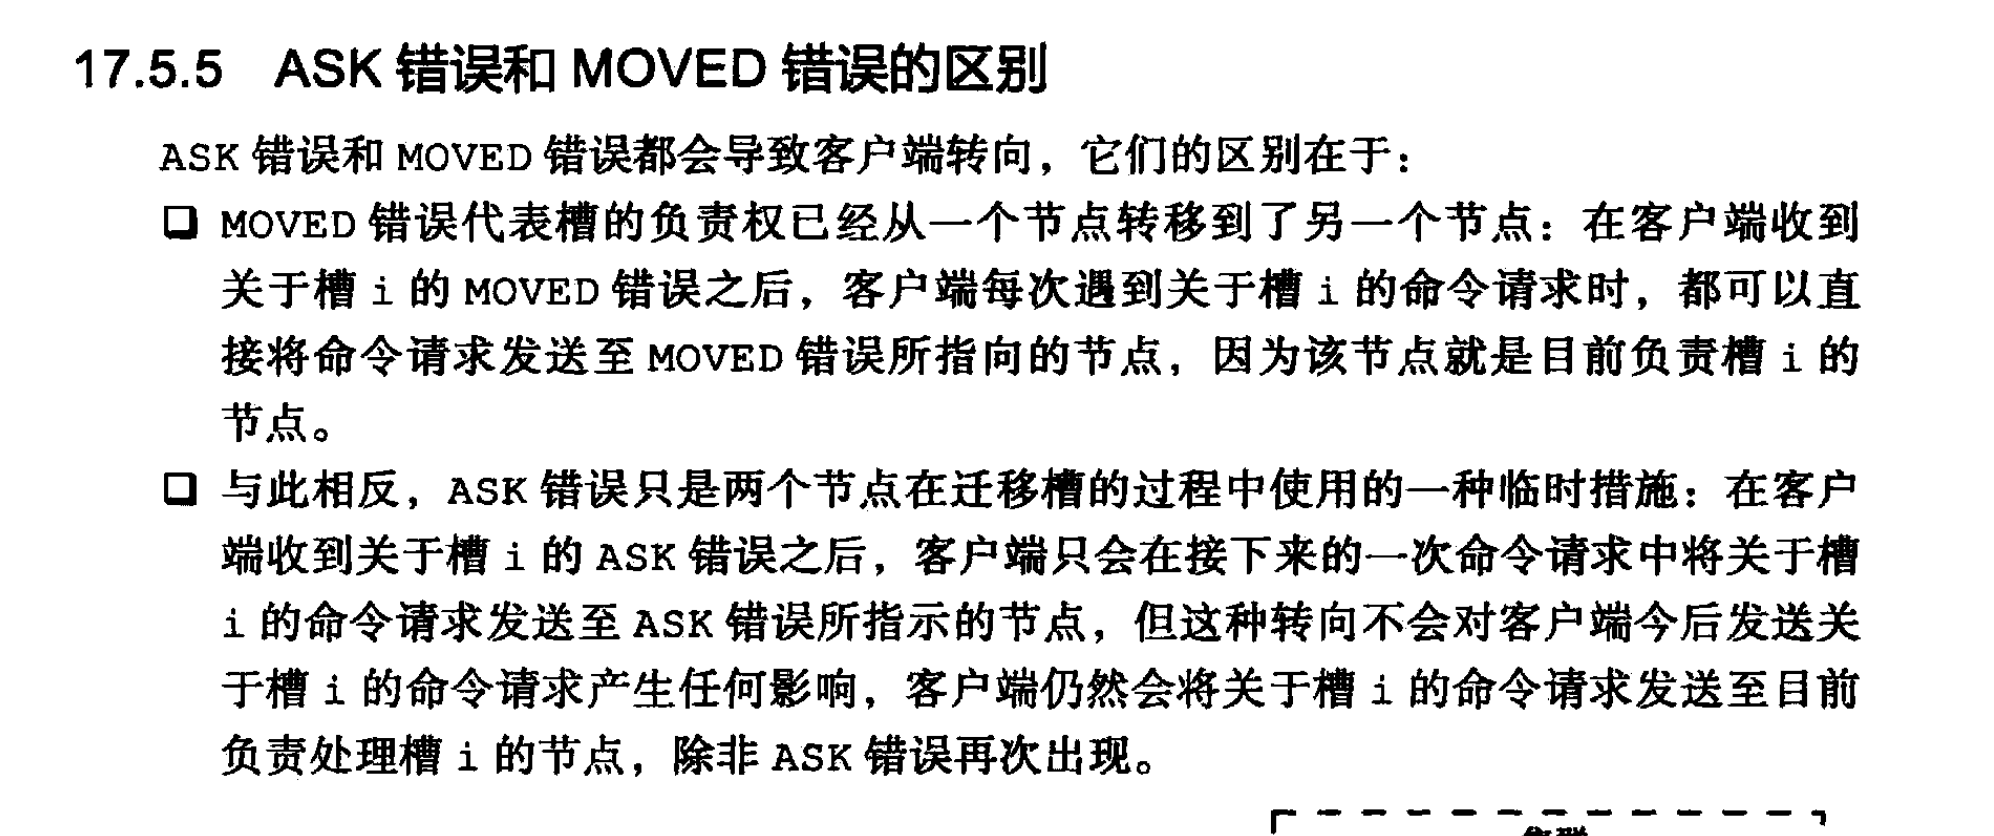 17.5.5 ASK 错误和 MOVED 错误的区别
ASK 错误和 MOVED 错误都会导致客户端转向，它们的区别在于：
❑ MOVED 错误代表槽的负责权已经从一个节点转移到了另一个节点：在客户端收到
关于槽 i 的 MOVED 错误之后，客户端每次遇到关于槽 i 的命令请求时，都可以直
接将命令请求发送至 MOVED 错误所指向的节点，因为该节点就是目前负责槽 i 的
节点。
❑ 与此相反，ASK 错误只是两个节点在迁移槽的过程中使用的一种临时措施：在客户
端收到关于槽 i 的 ASK 错误之后，客户端只会在接下来的一次命令请求中将关于槽
i 的命令请求发送至 ASK 错误所指示的节点，但这种转向不会对客户端今后发送关
于槽 i 的命令请求产生任何影响，客户端仍然会将关于槽 i 的命令请求发送至目前
负责处理槽 i 的节点，除非 ASK 错误再次出现。